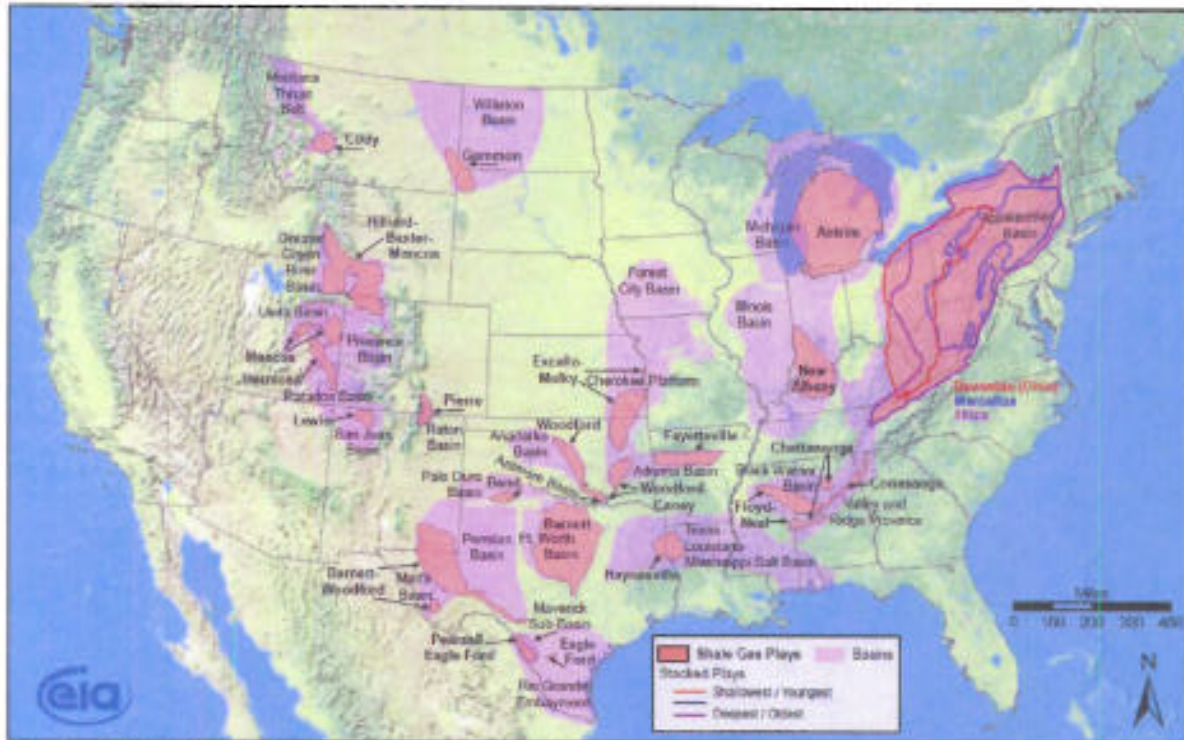 Montana
Thrust
Belt
Cody
Williston
Basin
Gammon
Hilliard-
Baxter-
Mancos
Greater
Green
River
Basin
Uinta Basin
Piceance
Basin
Mancos
Hermosa
Paradox Basin
Lewis
San Juan
Basin
Pierre
Raton
Basin
Forest
City Basin
Excello-
Mulky
Cherokee Platform
Woodford
Anadarko
Basin
Palo Duro
Basin
Bend
Ardmore Basin
Fayetteville
Arkoma Basin
Woodford
Caney
Michigan
Basin
Antrim
Illinois
Basin
New
Albany
Appalachian
Basin
Devonian (Ohio)
Marcellus
Utica
Chattanooga
Black Warrior
Basin
Floyd-
Neal
Conasauga
Valley and
Ridge Province
Permian
Basin
Barnett
Ft. Worth
Basin
Barnett-
Woodford
Marfa
Basin
Haynesville
Texas-
Louisiana-
Mississippi Salt Basin
Maverick
Sub-Basin
Pearsall
Eagle Ford
Eagle
Ford
Rio Grande
Embayment
Miles
0 100 200 300 400
N
Shale Gas Plays
Basins
Stacked Plays
Shallowest / Youngest
Deepest / Oldest
eia